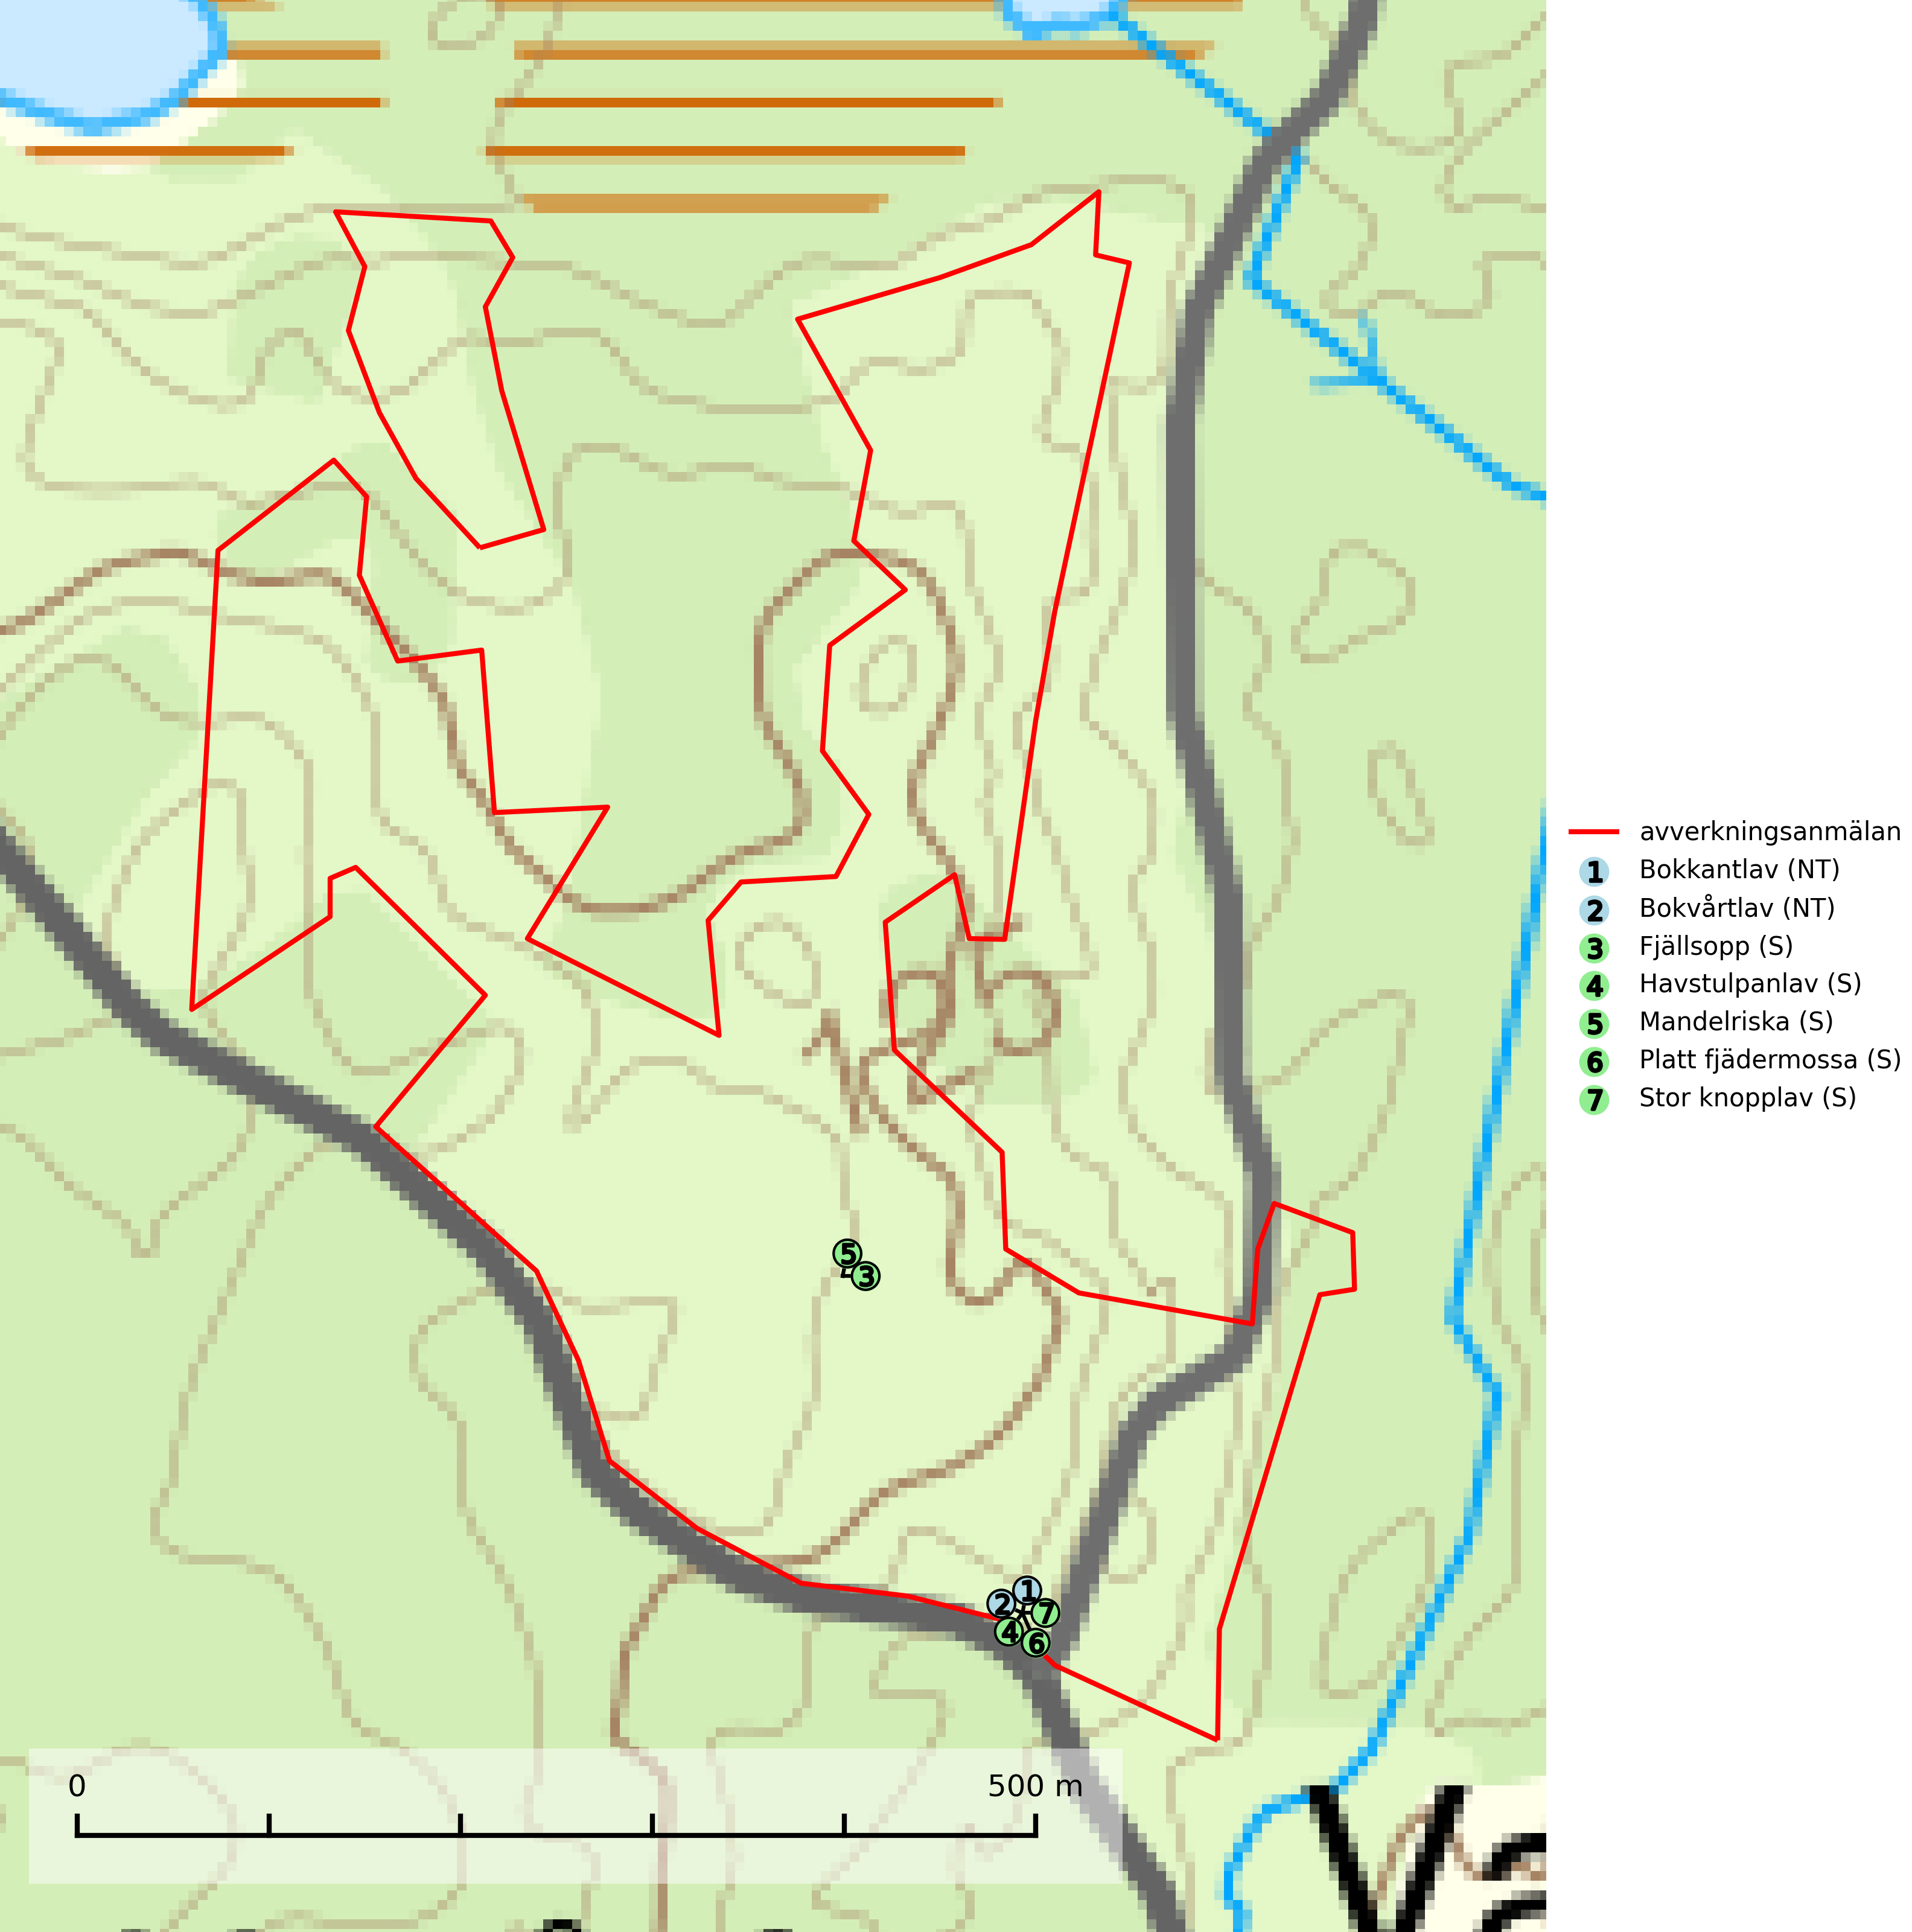 avverkningsanmälan
1 Bokkantlav (NT)
2 Bokvårtlav (NT)
3 Fjällsopp (S)
4 Havstulpanlav (S)
5 Mandelriska (S)
6 Platt fjädermossa (S)
7 Stor knopplav (S)
5
3
1
2
7
4
6
0 500 m